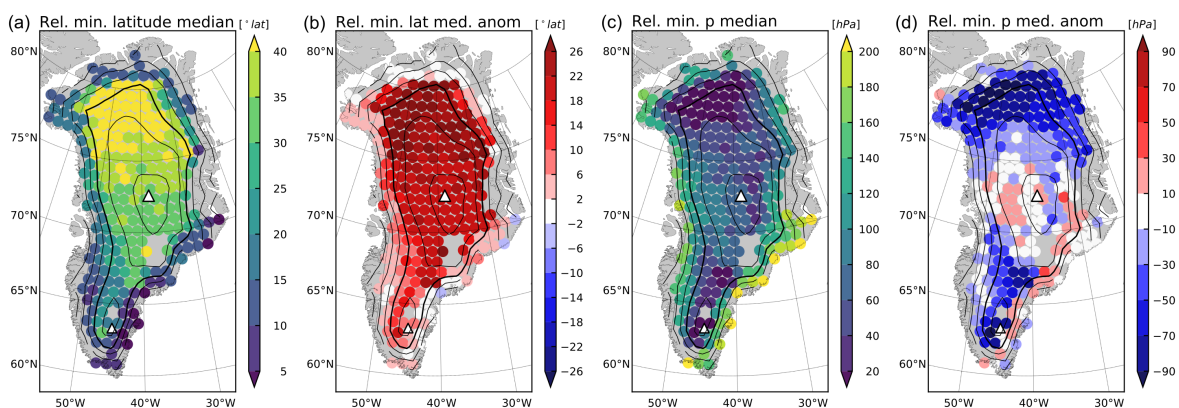 (a) Rel. min. latitude median [° lat]
80°N
75°N
70°N
65°N
60°N
50°W 40°W 30°W
40
35
30
25
20
15
10
5
(b) Rel. min. lat med. anom [° lat]
80°N
75°N
70°N
65°N
60°N
50°W 40°W 30°W
26
22
18
14
10
6
2
−2
−6
−10
−14
−18
−22
−26
(c) Rel. min. p median [hPa]
80°N
75°N
70°N
65°N
60°N
50°W 40°W 30°W
200
180
160
140
120
100
80
60
40
20
(d) Rel. min. p med. anom [hPa]
80°N
75°N
70°N
65°N
60°N
50°W 40°W 30°W
90
70
50
30
10
−10
−30
−50
−70
−90